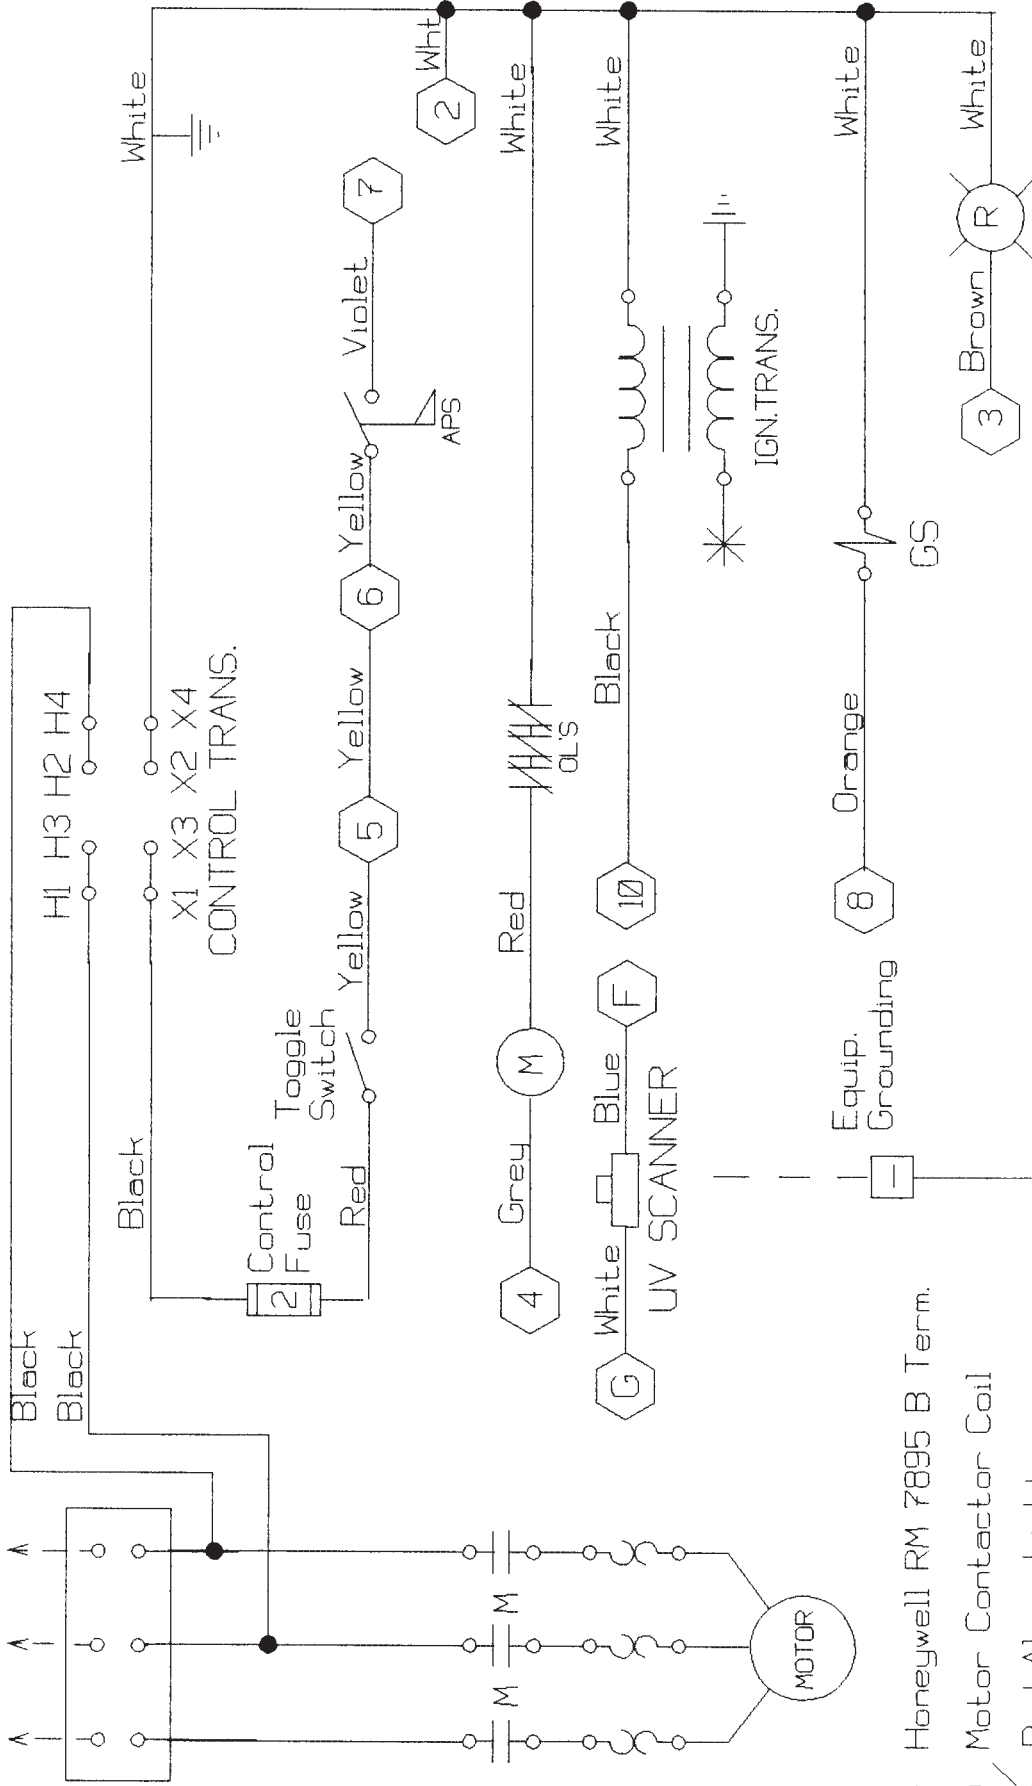 Black
Black
H1 H3 H2 H4
Black
White
X1 X3 X2 X4
CONTROL TRANS.
2
Control
Fuse
Red
Toggle
Switch
Yellow
5
Yellow
6
Yellow
APS
Violet
7
2
Wht
M
M
4
Grey
M
Red
OL'S
White
G
White
UV SCANNER
Blue
F
10
Black
White
IGN.TRANS.
MOTOR
Equip.
Grounding
8
Orange
GS
White
3
Brown
R
White
Honeywell RM 7895 B Term.
Motor Contactor Coil